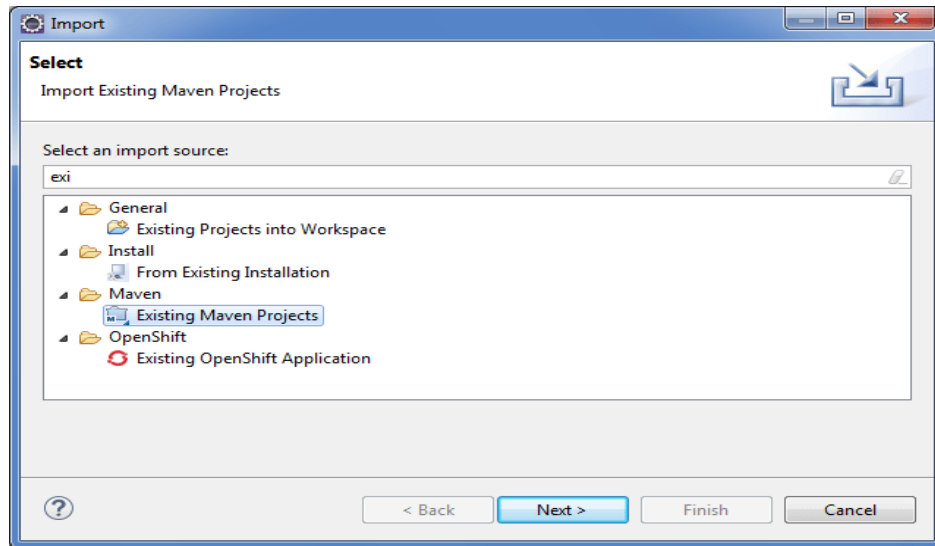 Import
Select
Import Existing Maven Projects
Select an import source:
exi
General
Existing Projects into Workspace
Install
From Existing Installation
Maven
Existing Maven Projects
OpenShift
Existing OpenShift Application
? < Back Next > Finish Cancel